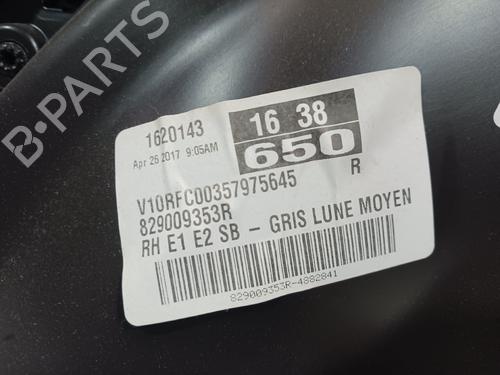 1620143
16 38
Apr 26 2017 9:05AM
650
R
V10RFC00357975645
829009353R
RH E1 E2 SB - GRIS LUNE MOYEN
829009353R-4882841
B-PARTS